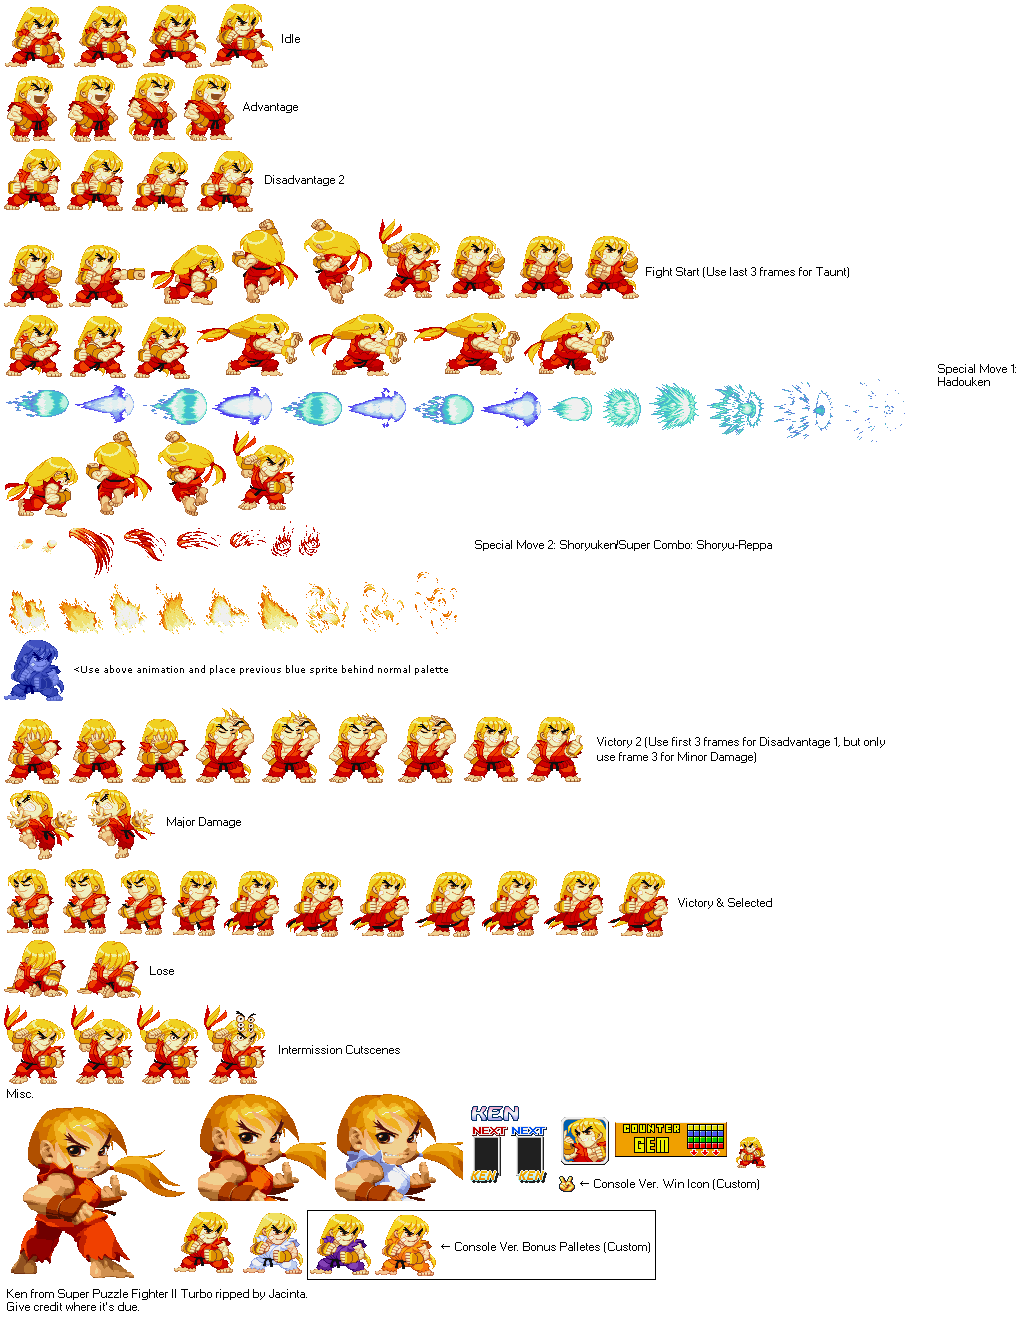 Idle
Advantage
Disadvantage 2
Fight Start (Use last 3 frames for Taunt)
Special Move 1:
Hadouken
Special Move 2: Shoryuken/Super Combo: Shoryu-Reppa
<Use above animation and place previous blue sprite behind normal palette
Victory 2 (Use first 3 frames for Disadvantage 1, but only
use frame 3 for Minor Damage)
Major Damage
Victory & Selected
Lose
Intermission Cutscenes
Misc.
KEN
NEXT NEXT
KEN KEN
COUNTER
GEM
← Console Ver. Win Icon (Custom)
← Console Ver. Bonus Palletes (Custom)
Ken from Super Puzzle Fighter II Turbo ripped by Jacinta.
Give credit where it's due.